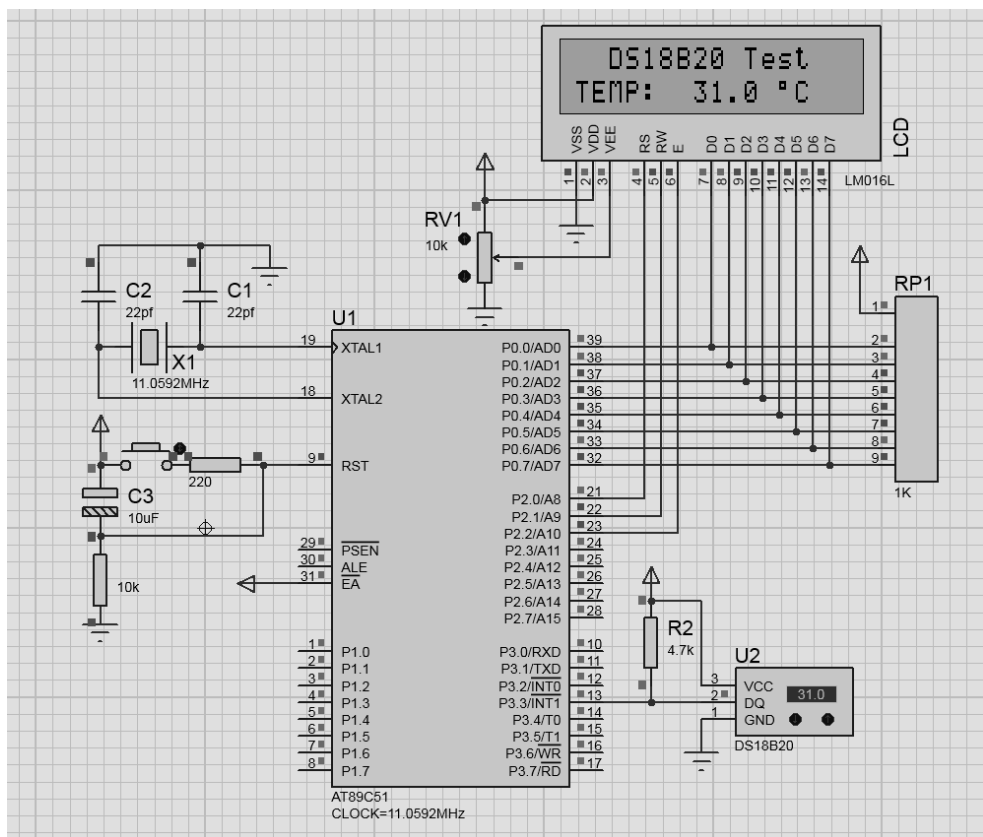 DS18B20 Test
TEMP: 31.0 °C
VSS
VDD
VEE
RS
RW
E
D0
D1
D2
D3
D4
D5
D6
D7
1
2
3
4
5
6
7
8
9
10
11
12
13
14
LCD
LM016L
RV1
10k
C2
22pf
C1
22pf
X1
11.0592MHz
U1
19 XTAL1
18 XTAL2
9 RST
29 PSEN
30 ALE
31 EA
1 P1.0
2 P1.1
3 P1.2
4 P1.3
5 P1.4
6 P1.5
7 P1.6
8 P1.7
P0.0/AD0 39
P0.1/AD1 38
P0.2/AD2 37
P0.3/AD3 36
P0.4/AD4 35
P0.5/AD5 34
P0.6/AD6 33
P0.7/AD7 32
P2.0/A8 21
P2.1/A9 22
P2.2/A10 23
P2.3/A11 24
P2.4/A12 25
P2.5/A13 26
P2.6/A14 27
P2.7/A15 28
P3.0/RXD 10
P3.1/TXD 11
P3.2/INT0 12
P3.3/INT1 13
P3.4/T0 14
P3.5/T1 15
P3.6/WR 16
P3.7/RD 17
AT89C51
CLOCK=11.0592MHz
220
C3
10uF
10k
RP1
1
2
3
4
5
6
7
8
9
1K
R2
4.7k
U2
3 VCC
2 DQ
1 GND
31.0
DS18B20